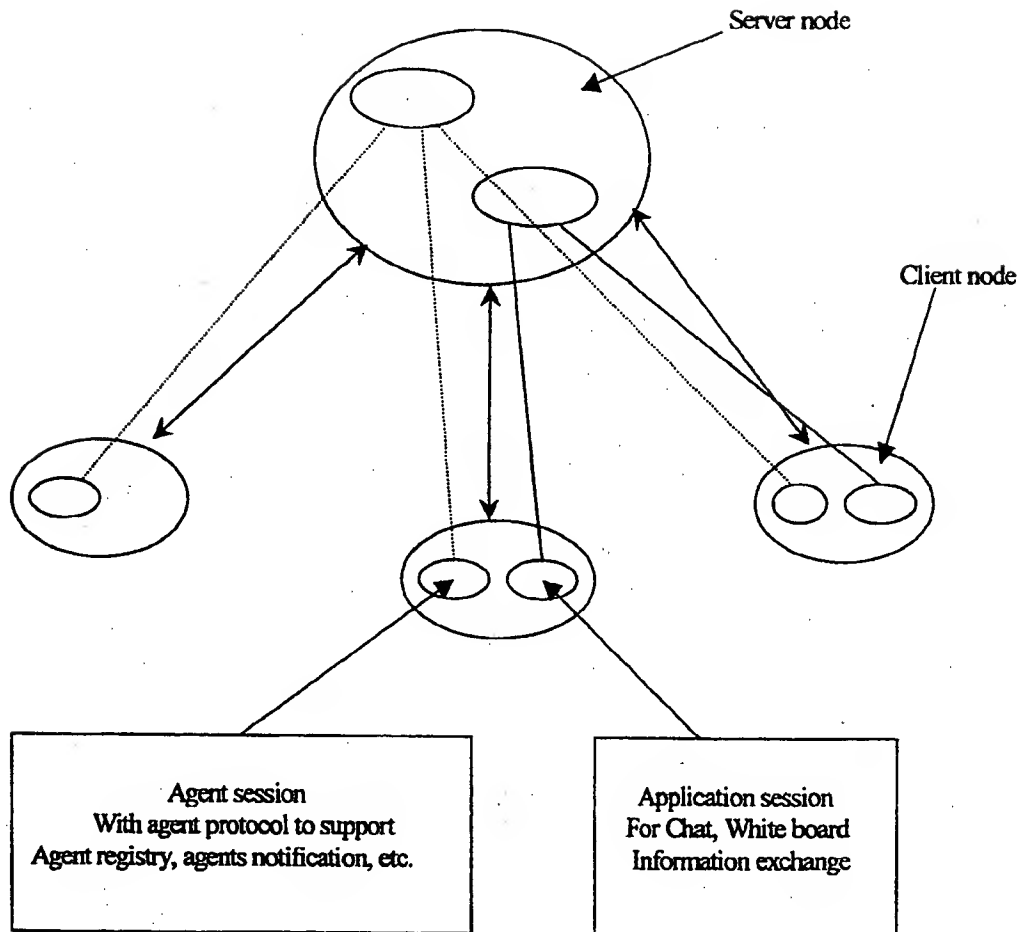 Server node
Client node
Agent session
With agent protocol to support
Agent registry, agents notification, etc.
Application session
For Chat, White board
Information exchange